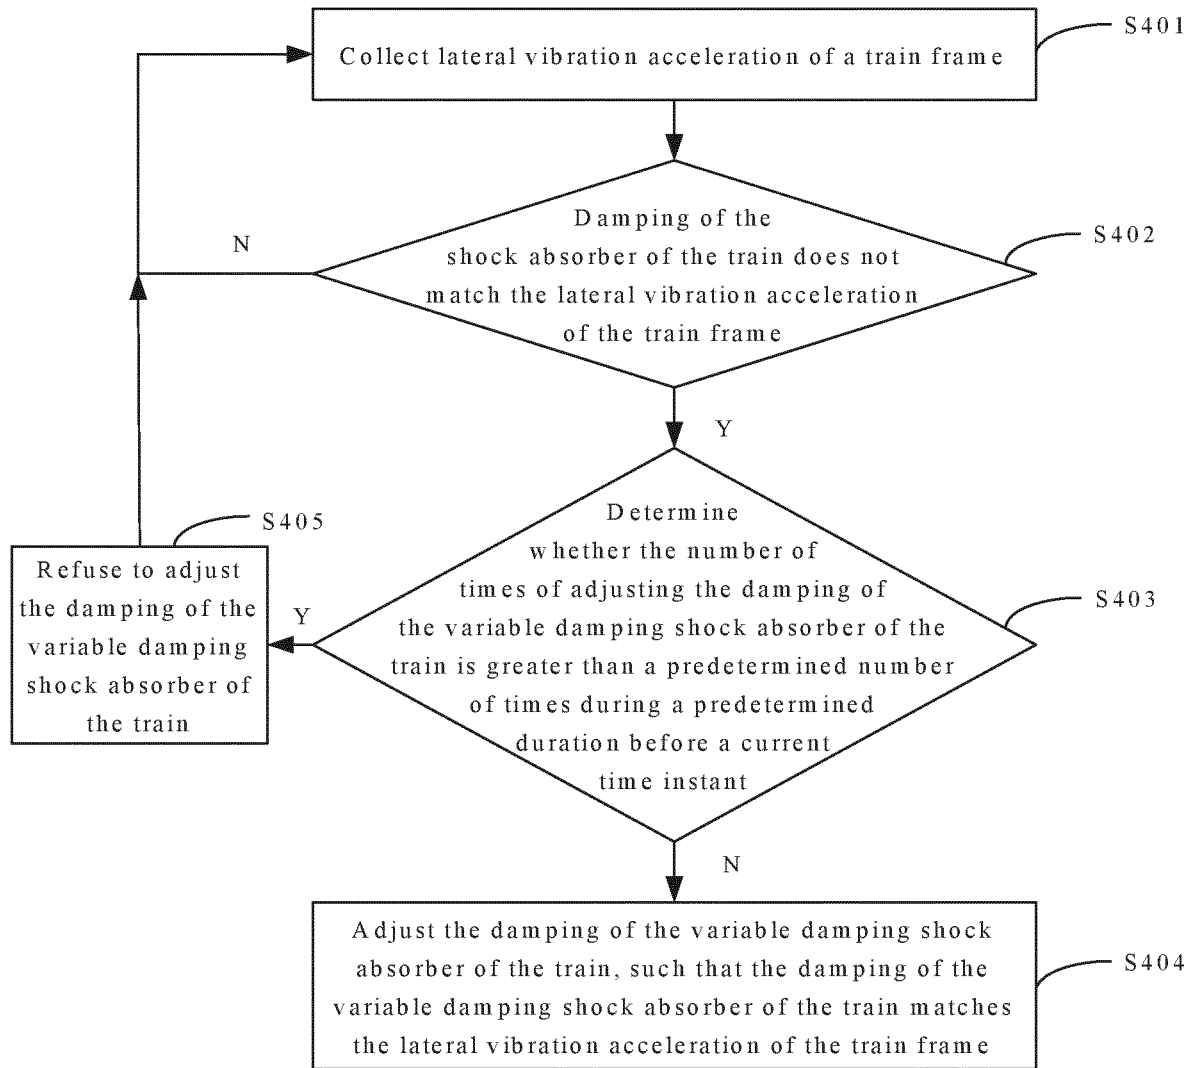 Collect lateral vibration acceleration of a train frame
S401
Damping of the
shock absorber of the train does not
match the lateral vibration acceleration
of the train frame
S402
N
Y
Determine
whether the number of
times of adjusting the damping of
the variable damping shock absorber of the
train is greater than a predetermined number
of times during a predetermined
duration before a current
time instant
S403
Y
S405
Refuse to adjust
the damping of the
variable damping
shock absorber of
the train
N
Adjust the damping of the variable damping shock
absorber of the train, such that the damping of the
variable damping shock absorber of the train matches
the lateral vibration acceleration of the train frame
S404